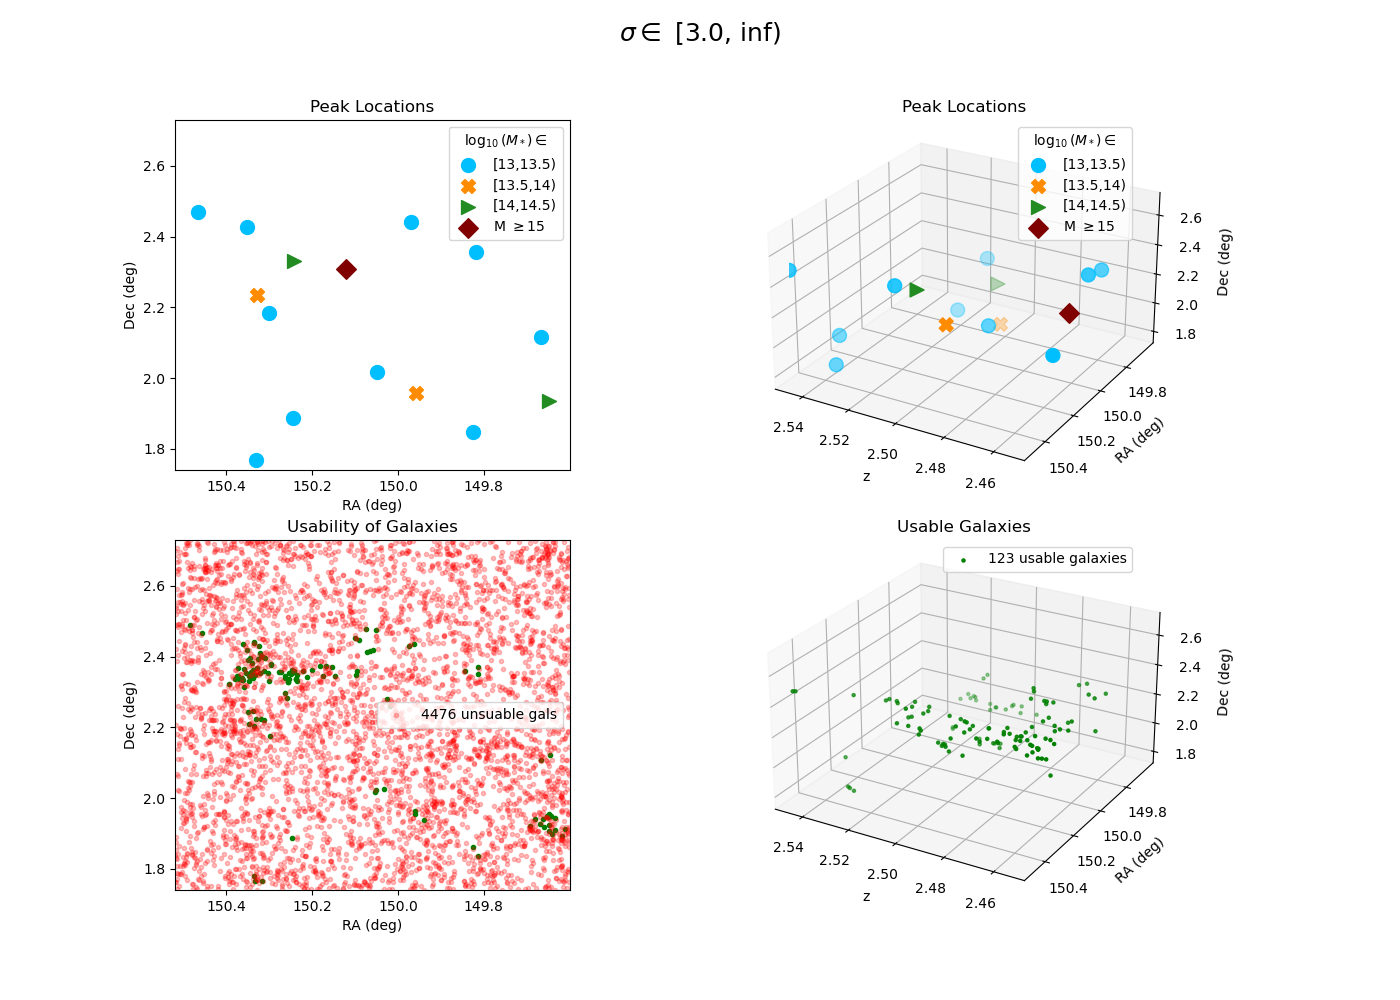 σ ∈ [3.0, inf)
Peak Locations
log₁₀(M*) ∈
[13,13.5)
[13.5,14)
[14,14.5)
M ≥15
2.6
2.4
2.2
2.0
1.8
Dec (deg)
150.4 150.2 150.0 149.8
RA (deg)
Peak Locations
log₁₀(M*) ∈
[13,13.5)
[13.5,14)
[14,14.5)
M ≥15
2.6
2.4
2.2
2.0
1.8
Dec (deg)
149.8
150.0
150.2
150.4
RA (deg)
2.54
2.52
2.50
2.48
2.46
z
Usability of Galaxies
4476 unsuable gals
2.6
2.4
2.2
2.0
1.8
Dec (deg)
150.4 150.2 150.0 149.8
RA (deg)
Usable Galaxies
123 usable galaxies
2.6
2.4
2.2
2.0
1.8
Dec (deg)
149.8
150.0
150.2
150.4
RA (deg)
2.54
2.52
2.50
2.48
2.46
z